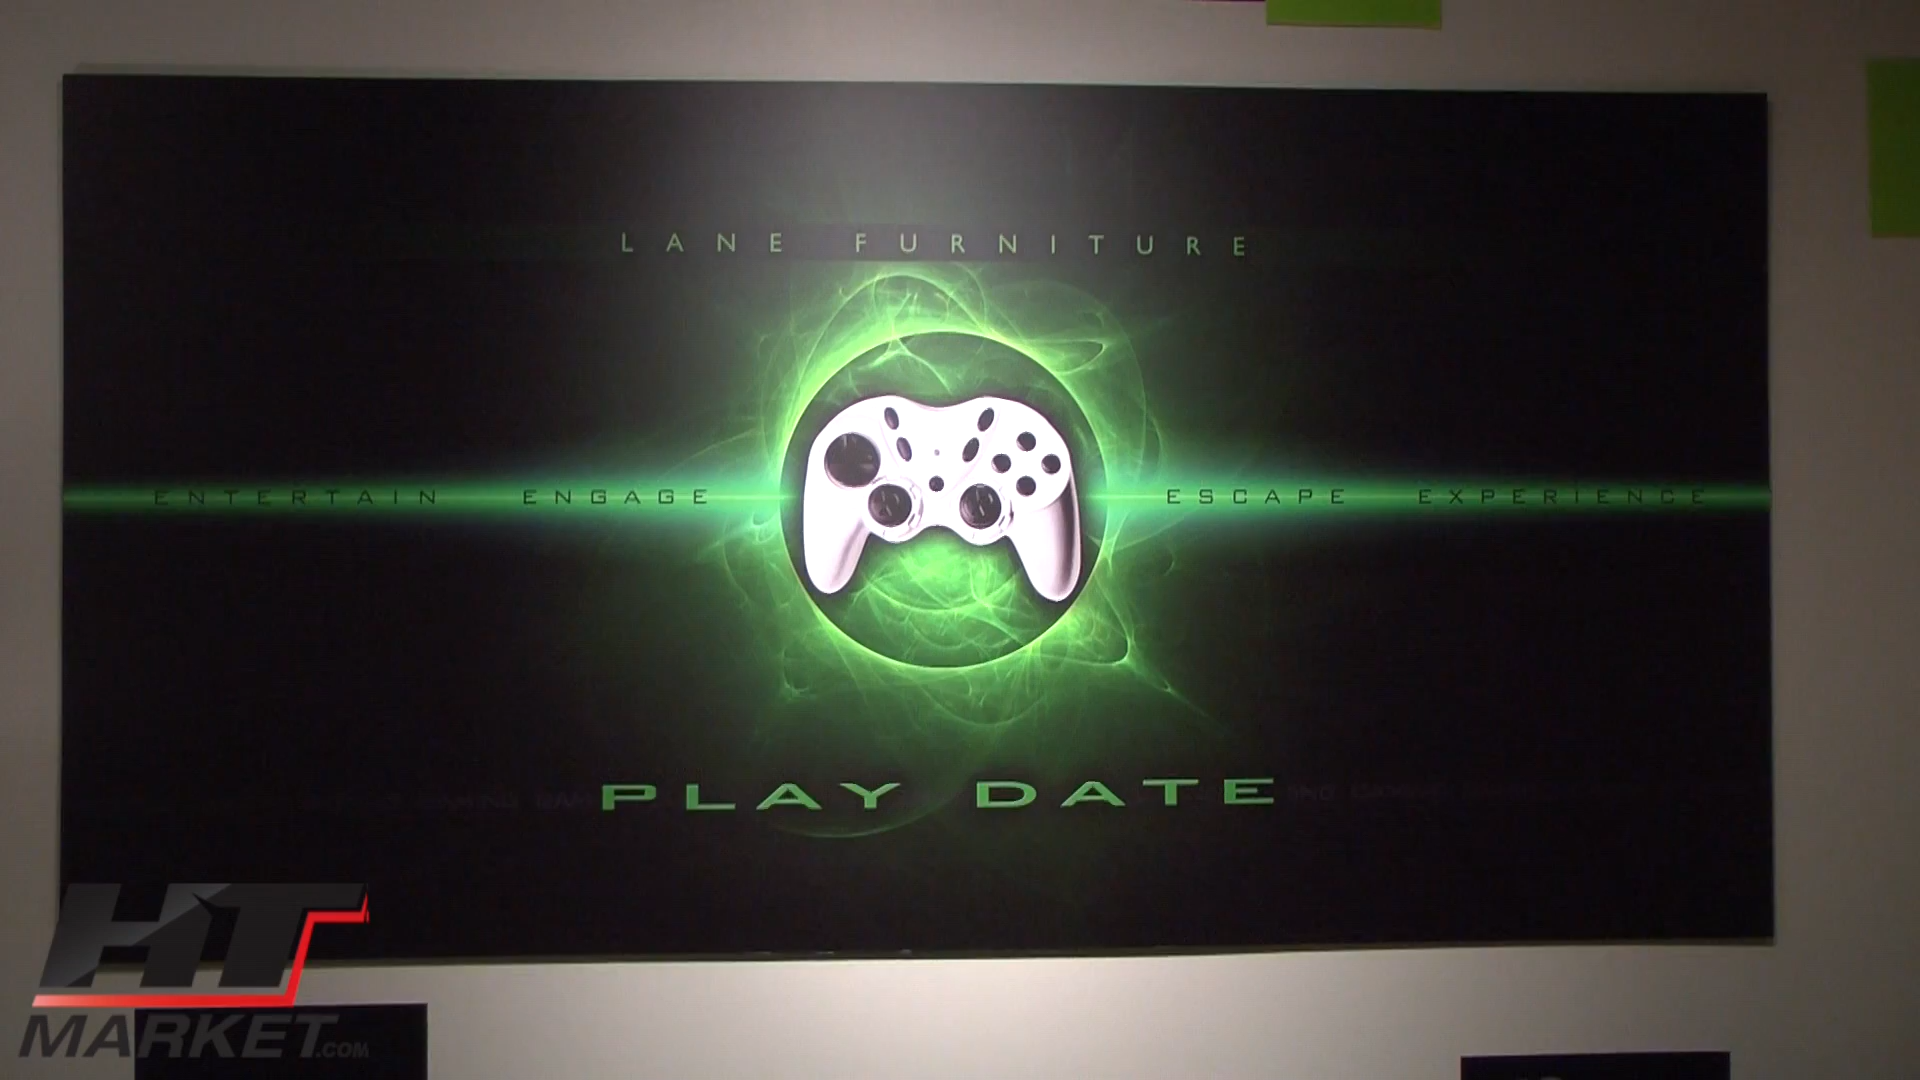 LANE FURNITURE
ENTERTAIN ENGAGE ESCAPE EXPERIENCE
PLAY DATE
HT
MARKET.COM